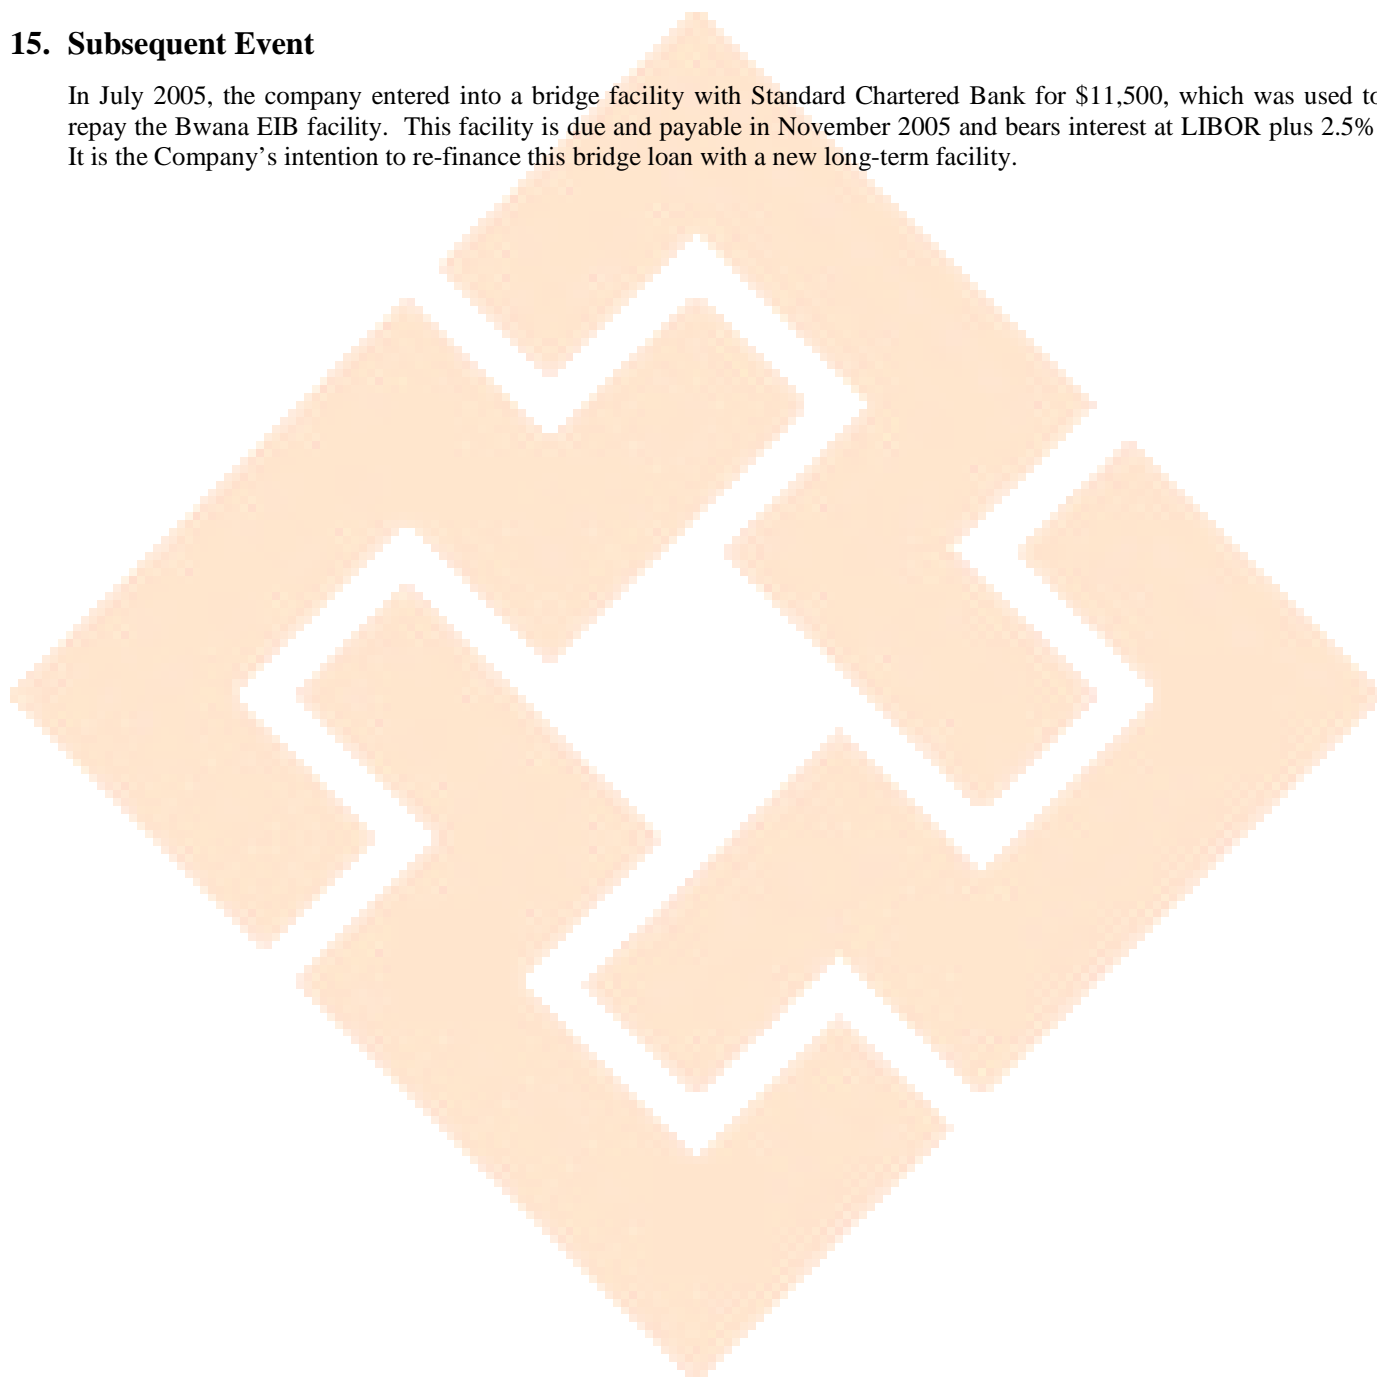 15. Subsequent Event
In July 2005, the company entered into a bridge facility with Standard Chartered Bank for $11,500, which was used to
repay the Bwana EIB facility.  This facility is due and payable in November 2005 and bears interest at LIBOR plus 2.5%
It is the Company’s intention to re-finance this bridge loan with a new long-term facility.